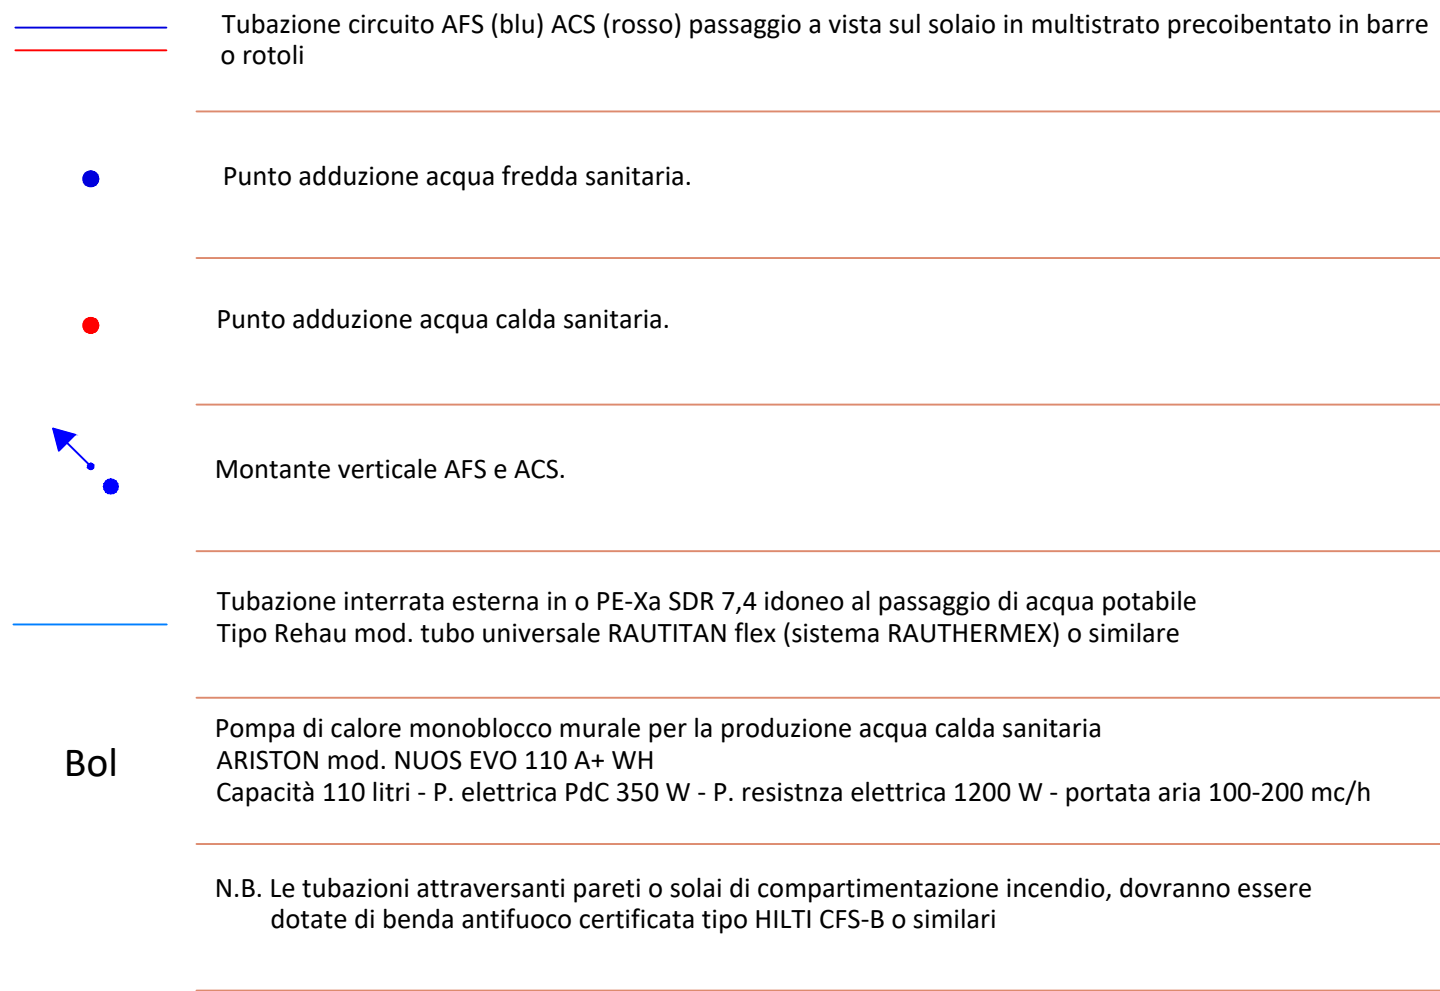 Tubazione circuito AFS (blu) ACS (rosso) passaggio a vista sul solaio in multistrato precoibentato in barre
o rotoli
Punto adduzione acqua fredda sanitaria.
Punto adduzione acqua calda sanitaria.
Montante verticale AFS e ACS.
Tubazione interrata esterna in o PE-Xa SDR 7,4 idoneo al passaggio di acqua potabile
Tipo Rehau mod. tubo universale RAUTITAN flex (sistema RAUTHERMEX) o similare
Bol
Pompa di calore monoblocco murale per la produzione acqua calda sanitaria
ARISTON mod. NUOS EVO 110 A+ WH
Capacità 110 litri - P. elettrica PdC 350 W - P. resistnza elettrica 1200 W - portata aria 100-200 mc/h
N.B. Le tubazioni attraversanti pareti o solai di compartimentazione incendio, dovranno essere
dotate di benda antifuoco certificata tipo HILTI CFS-B o similari